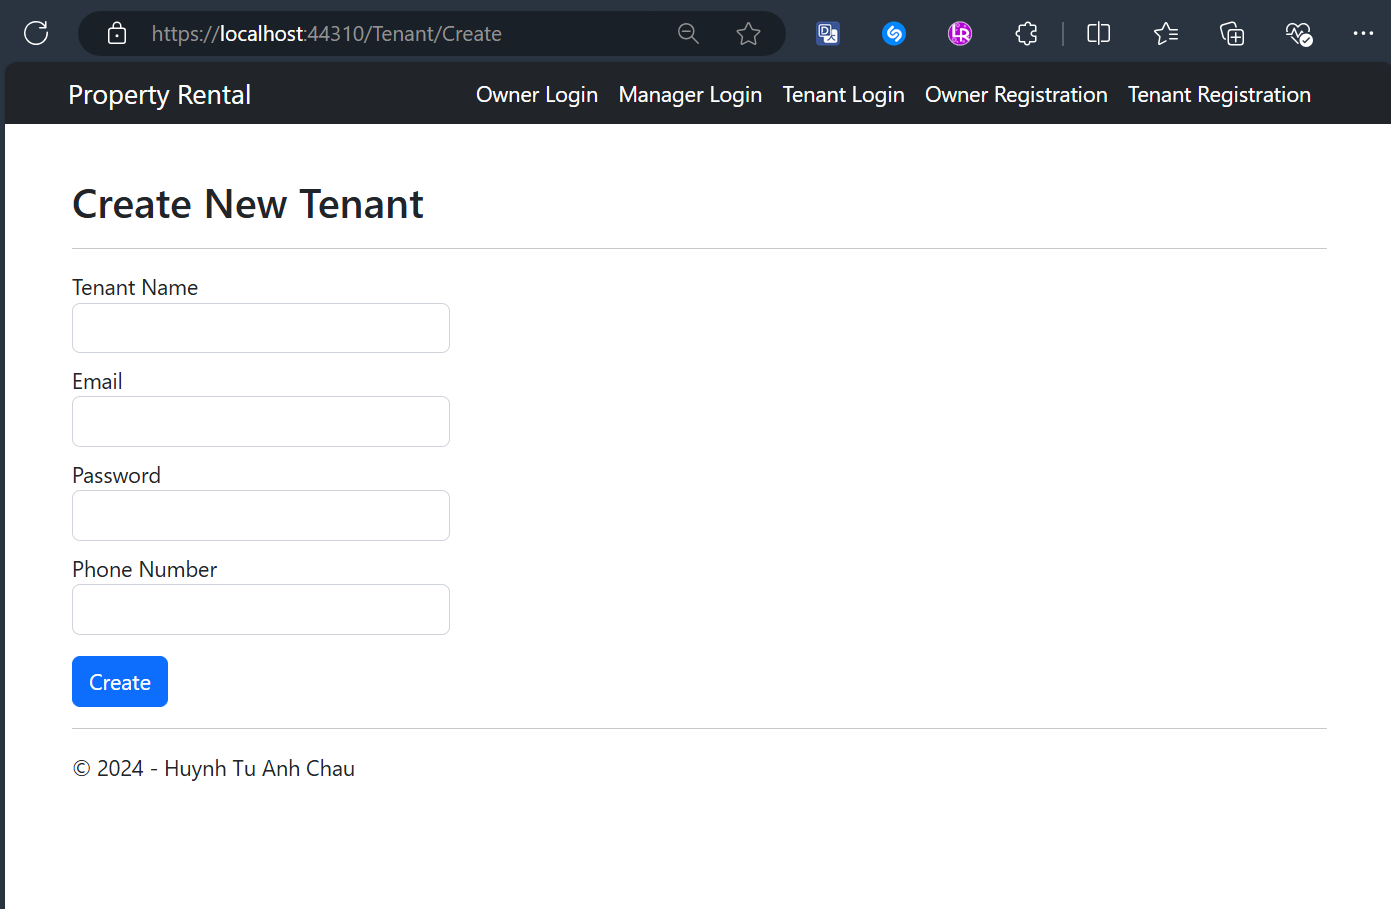 https://localhost:44310/Tenant/Create
Property Rental Owner Login Manager Login Tenant Login Owner Registration Tenant Registration
Create New Tenant
Tenant Name
Email
Password
Phone Number
Create
© 2024 - Huynh Tu Anh Chau